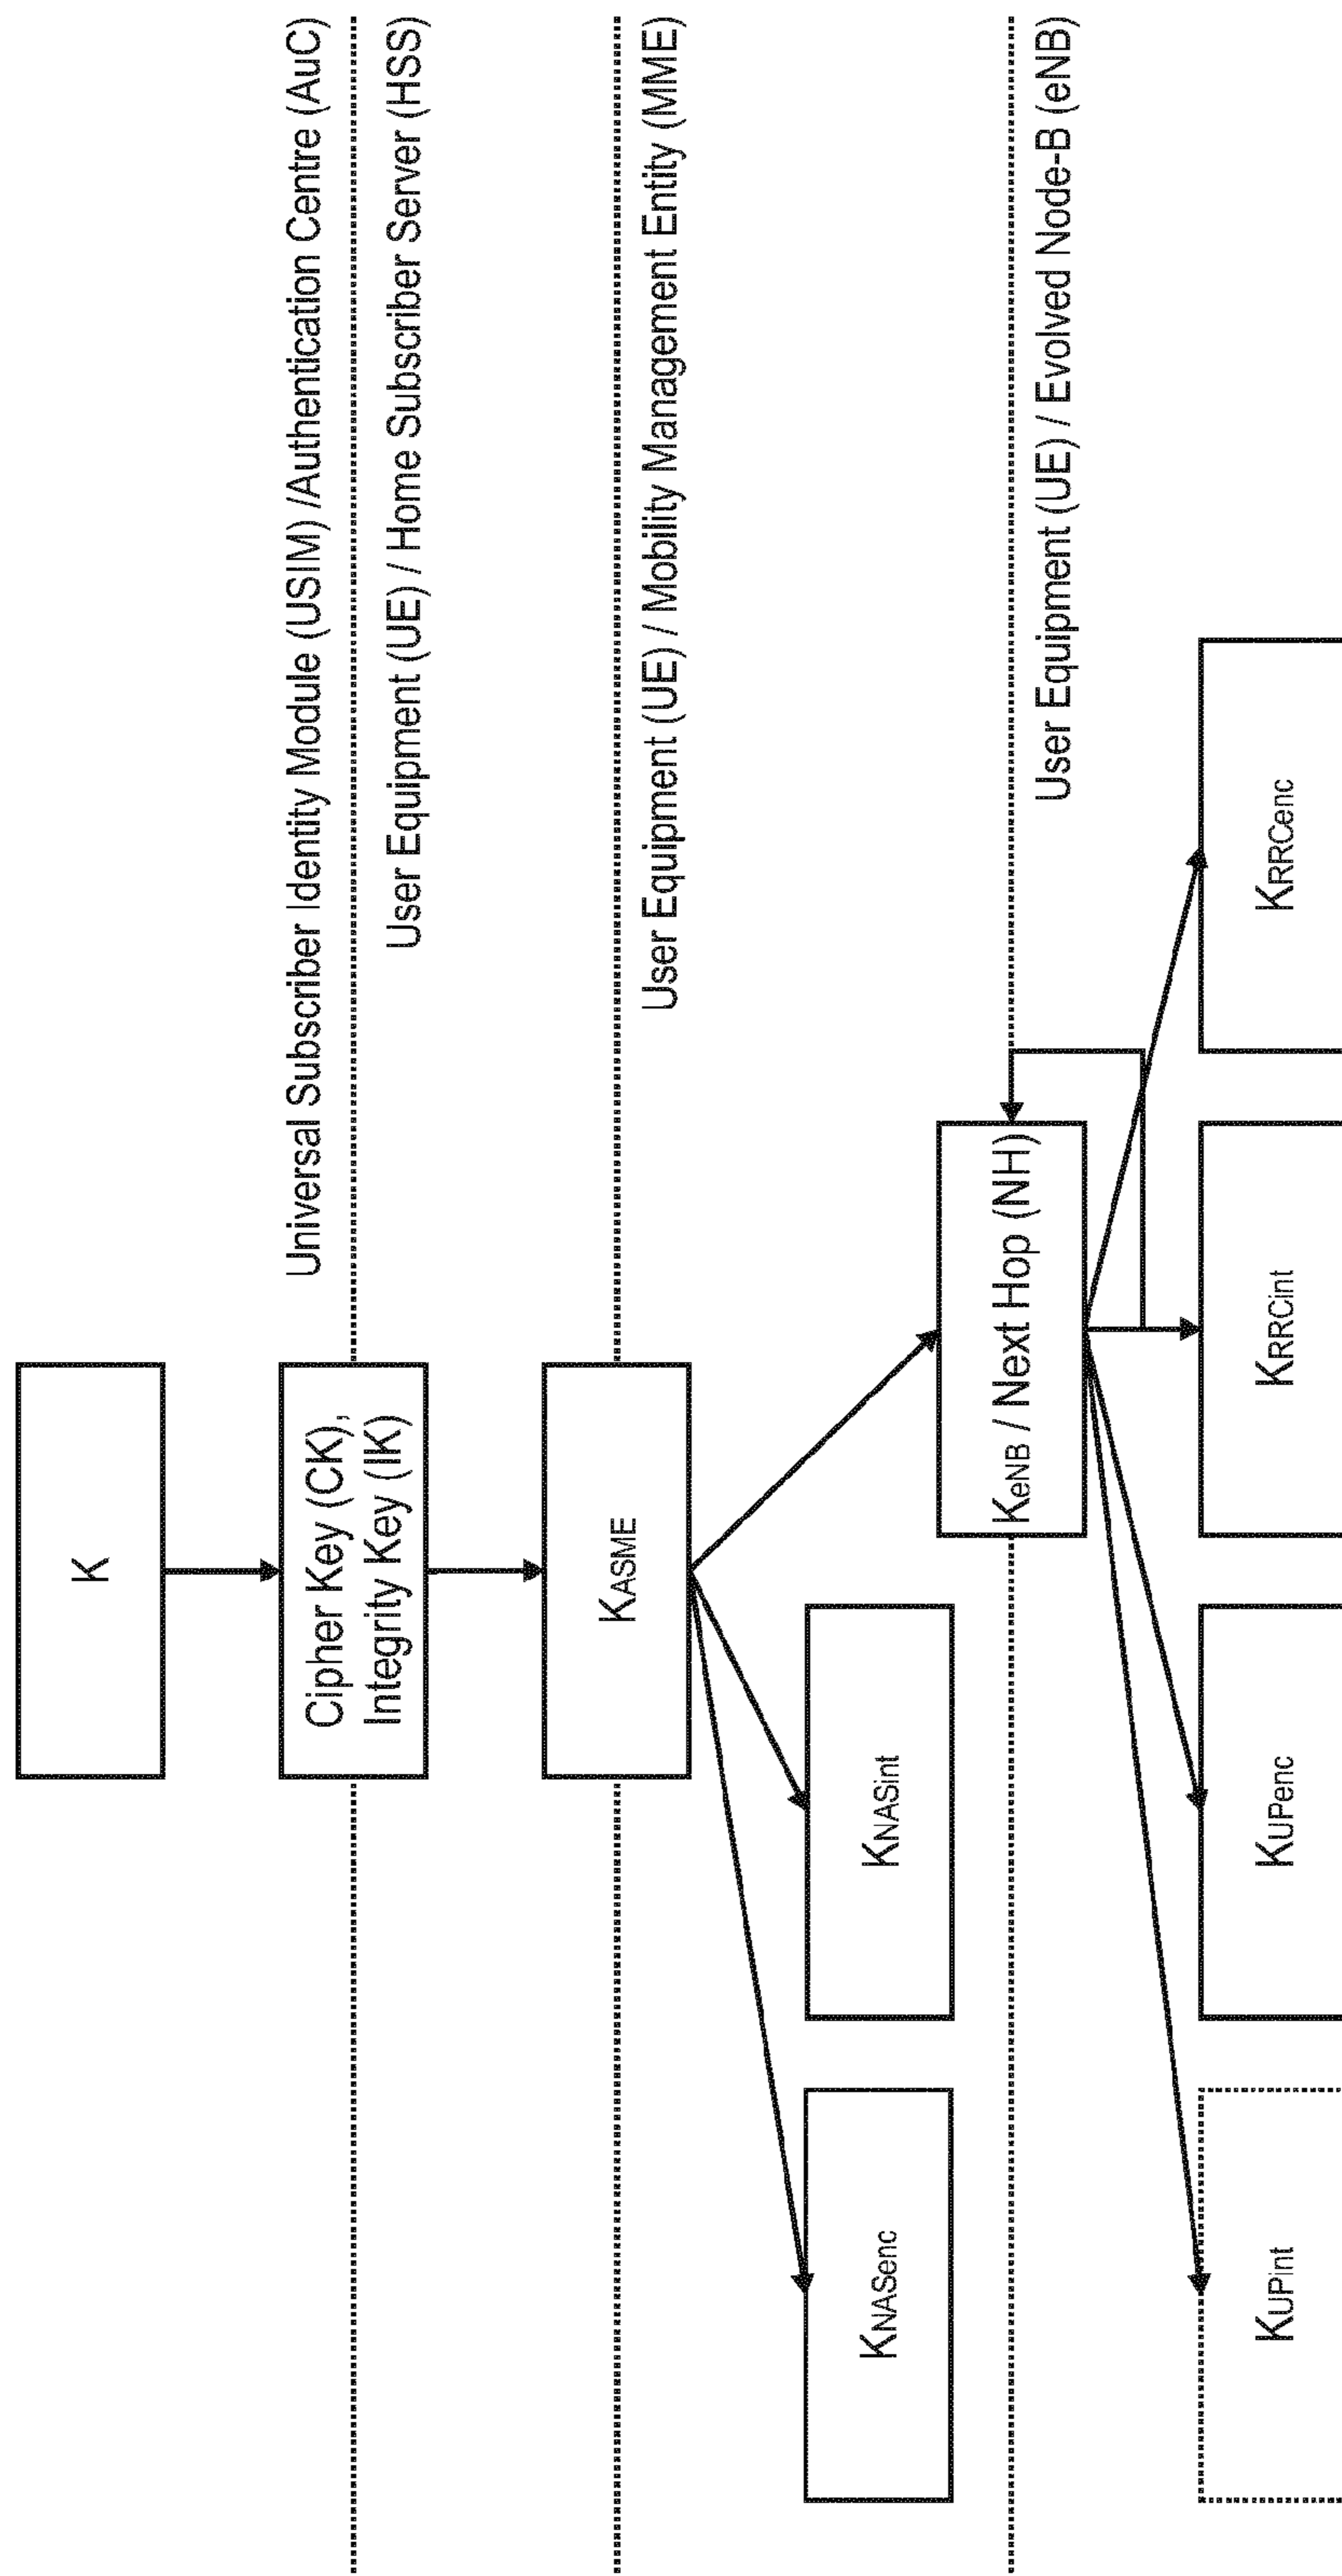 K
Universal Subscriber Identity Module (USIM) /Authentication Centre (AuC)
Cipher Key (CK),
Integrity Key (IK)
User Equipment (UE) / Home Subscriber Server (HSS)
KASME
User Equipment (UE) / Mobility Management Entity (MME)
KNASenc
KNASint
KeNB / Next Hop (NH)
User Equipment (UE) / Evolved Node-B (eNB)
KUPint
KUPenc
KRRCint
KRRCenc